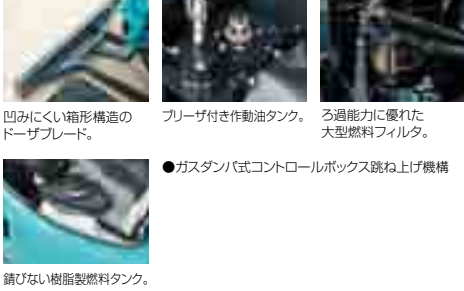 凹みにくい箱形構造の
ドーザブレード。
ブリーザ付き作動油タンク。
ろ過能力に優れた
大型燃料フィルタ。
●ガスダンパ式コントロールボックス跳ね上げ機構
錆びない樹脂製燃料タンク。